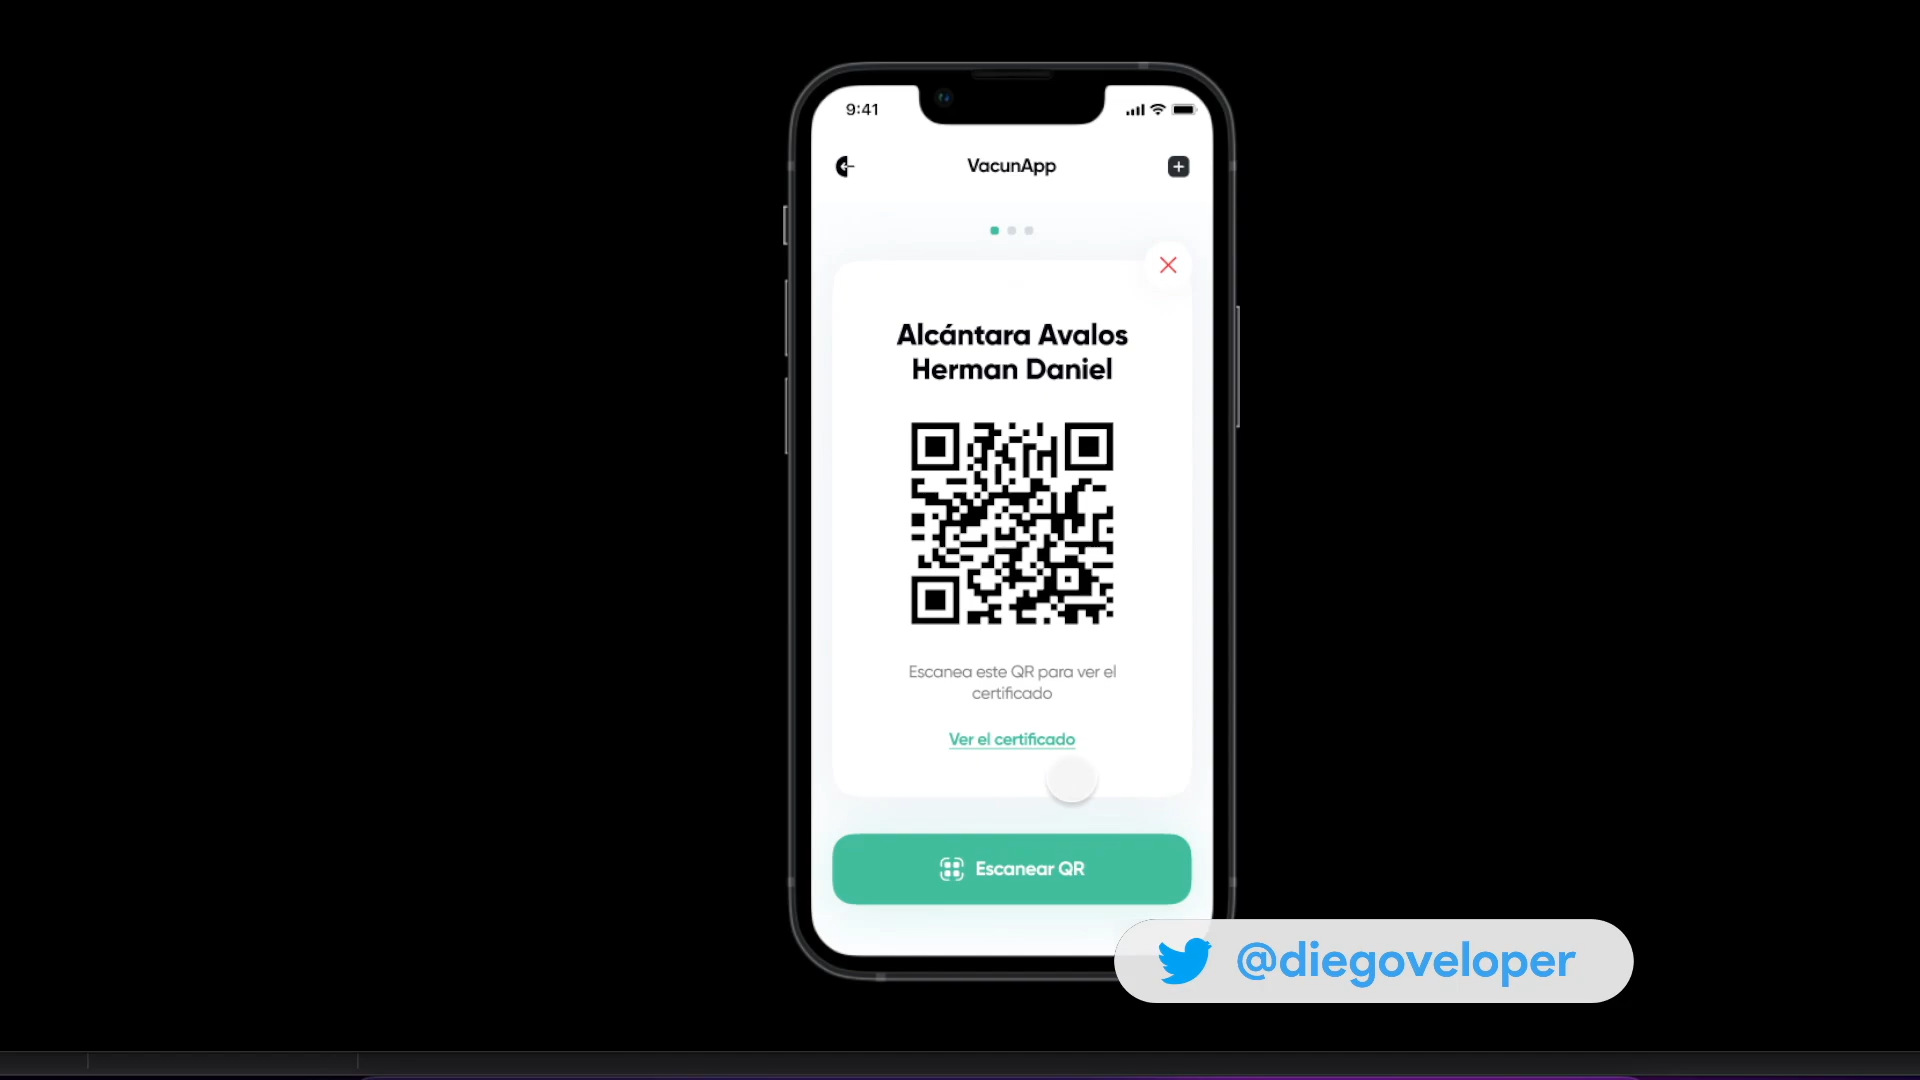 9:41
VacunApp
Alcántara Avalos
Herman Daniel
Escanea este QR para ver el
certificado
Ver el certificado
Escanear QR
@diegoveloper